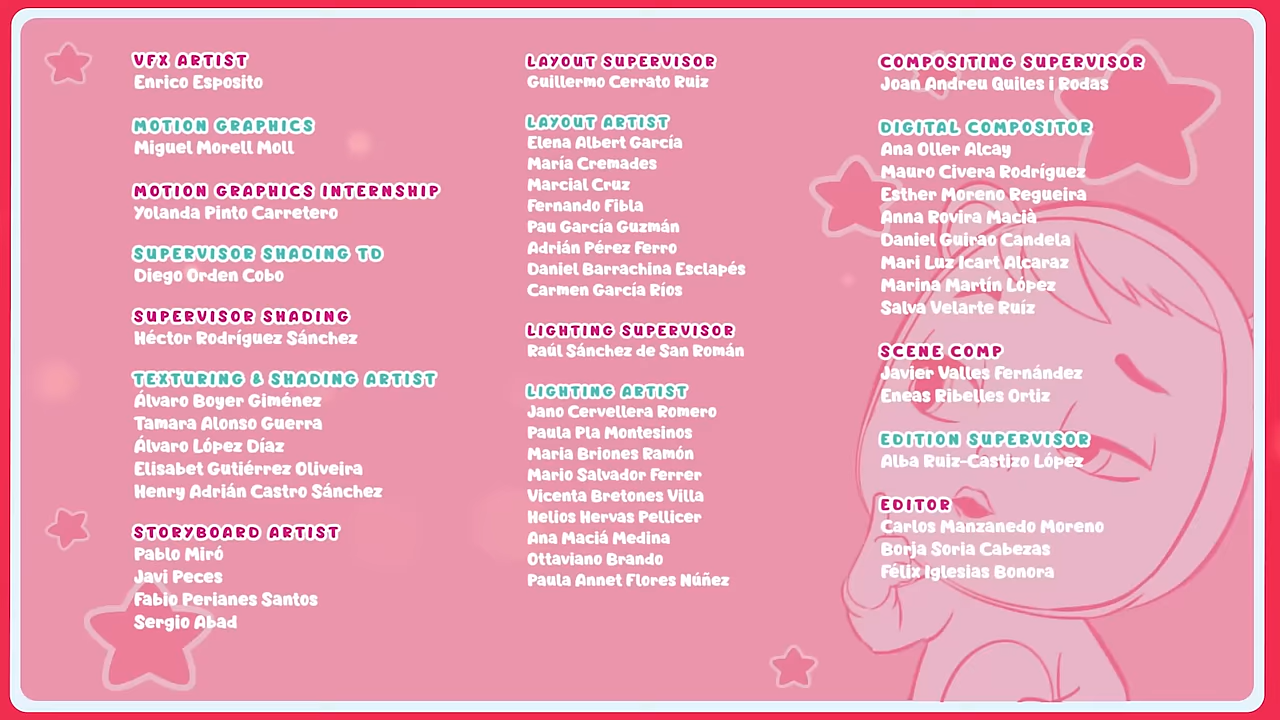 VFX ARTIST
Enrico Esposito
MOTION GRAPHICS
Miguel Morell Moll
MOTION GRAPHICS INTERNSHIP
Yolanda Pinto Carretero
SUPERVISOR SHADING TD
Diego Orden Cobo
SUPERVISOR SHADING
Héctor Rodríguez Sánchez
TEXTURING & SHADING ARTIST
Álvaro Boyer Giménez
Tamara Alonso Guerra
Álvaro López Díaz
Elisabet Gutiérrez Oliveira
Henry Adrián Castro Sánchez
STORYBOARD ARTIST
Pablo Miró
Javi Peces
Fabio Perianes Santos
Sergio Abad
LAYOUT SUPERVISOR
Guillermo Cerrato Ruiz
LAYOUT ARTIST
Elena Albert García
María Cremades
Marcial Cruz
Fernando Fibla
Pau García Guzmán
Adrián Pérez Ferro
Daniel Barrachina Esclapés
Carmen García Ríos
LIGHTING SUPERVISOR
Raúl Sánchez de San Román
LIGHTING ARTIST
Jano Cervellera Romero
Paula Pla Montesinos
Maria Briones Ramón
Mario Salvador Ferrer
Vicenta Bretones Villa
Helios Hervas Pellicer
Ana Maciá Medina
Ottaviano Brando
Paula Annet Flores Núñez
COMPOSITING SUPERVISOR
Joan Andreu Quiles i Rodas
DIGITAL COMPOSITOR
Ana Oller Alcay
Mauro Civera Rodríguez
Esther Moreno Regueira
Anna Rovira Macià
Daniel Guirao Candela
Mari Luz Icart Alcaraz
Marina Martín López
Salva Velarte Ruíz
SCENE COMP
Javier Valles Fernández
Eneas Ribelles Ortiz
EDITION SUPERVISOR
Alba Ruiz-Castizo López
EDITOR
Carlos Manzanedo Moreno
Borja Soria Cabezas
Félix Iglesias Bonora